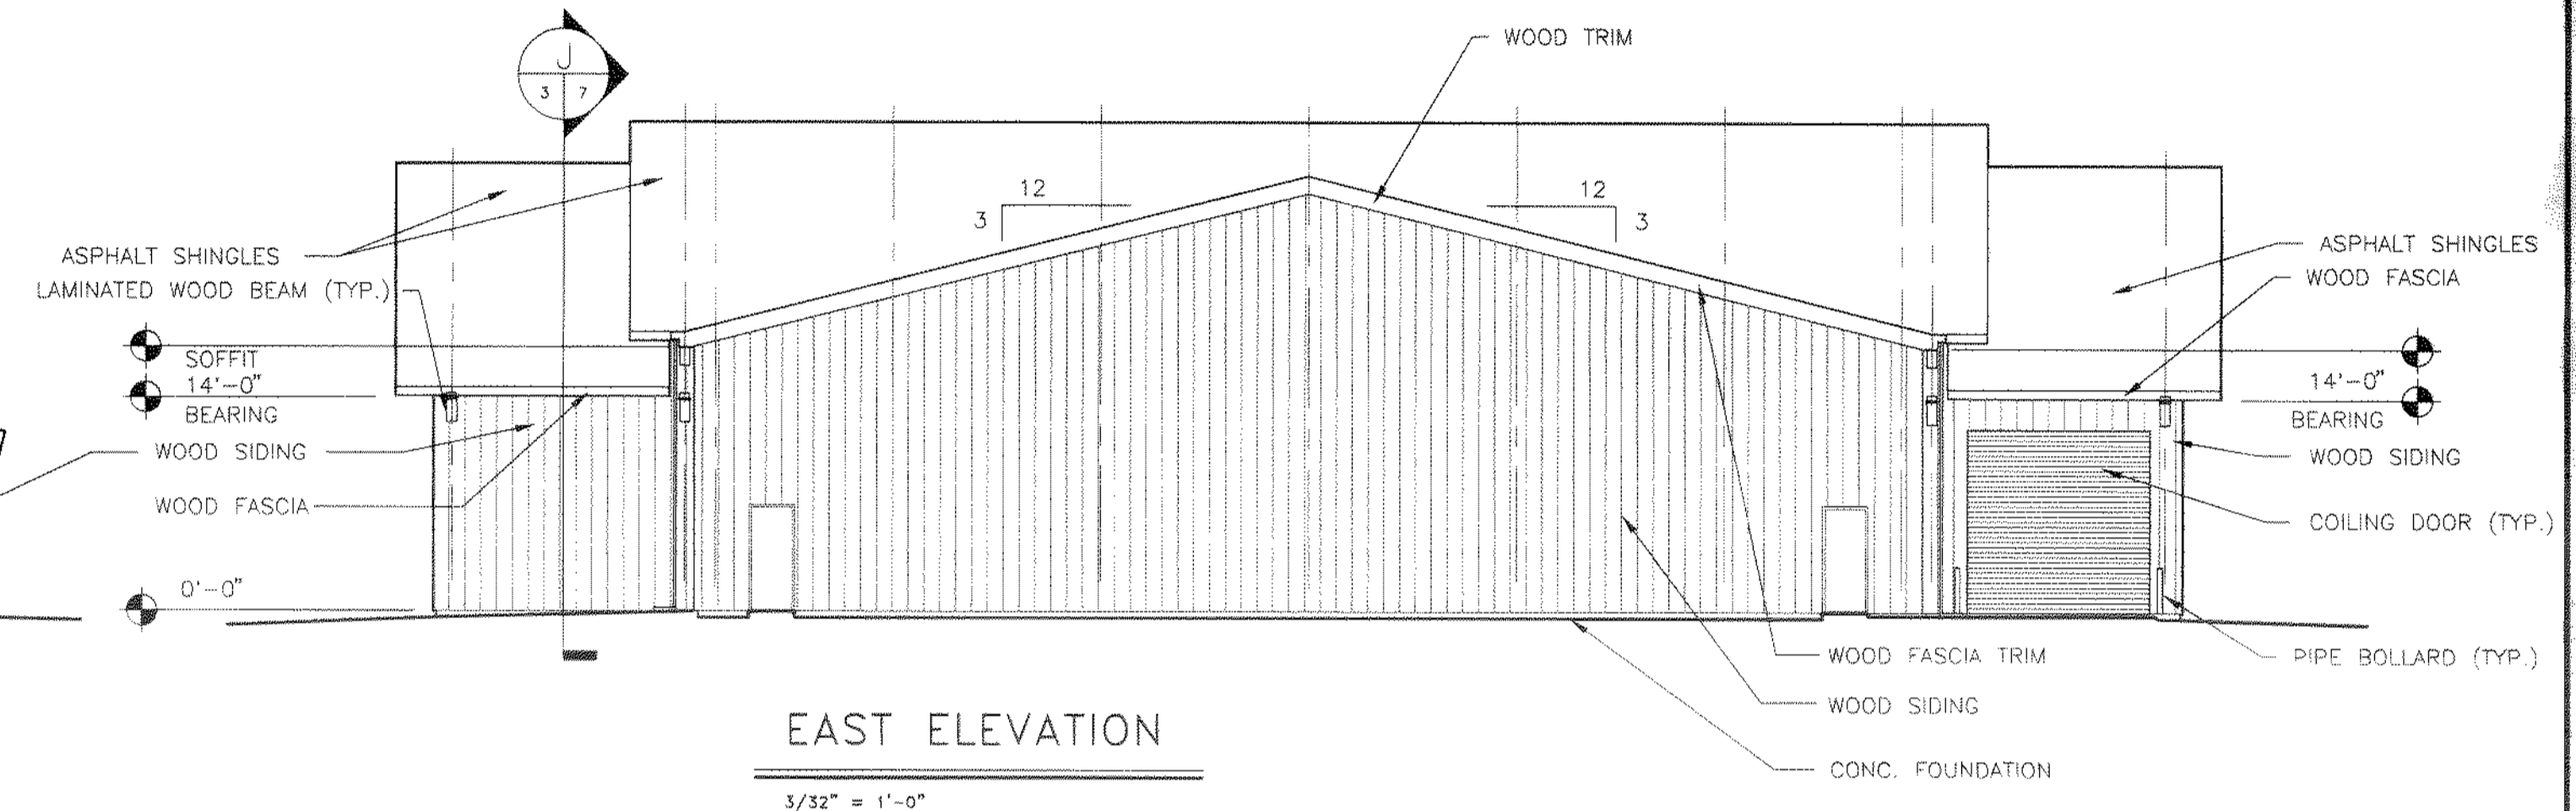 J
3 7
WOOD TRIM
12
3
12
3
ASPHALT SHINGLES
LAMINATED WOOD BEAM (TYP.)
SOFFIT
14'-0"
BEARING
WOOD SIDING
WOOD FASCIA
0'-0"
ASPHALT SHINGLES
WOOD FASCIA
14'-0"
BEARING
WOOD SIDING
COILING DOOR (TYP.)
PIPE BOLLARD (TYP.)
WOOD FASCIA TRIM
WOOD SIDING
CONC. FOUNDATION
EAST ELEVATION
3/32" = 1'-0"